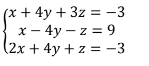 x + 4y + 3z = −3
x − 4y − z = 9
2x + 4y + z = −3